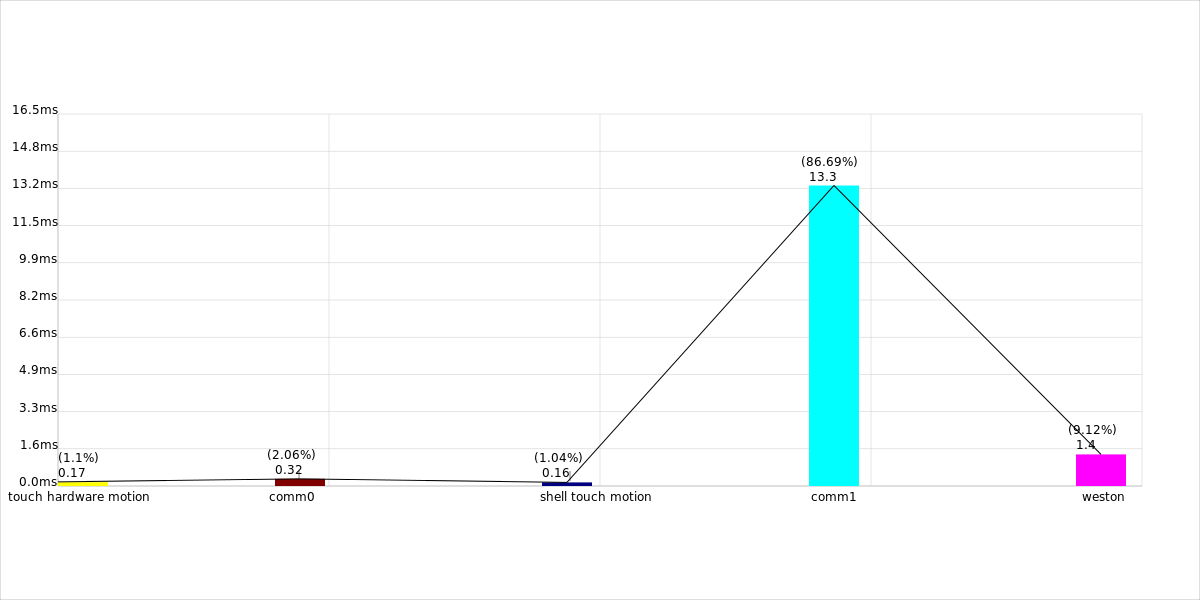 16.5ms
14.8ms
13.2ms
11.5ms
9.9ms
8.2ms
6.6ms
4.9ms
3.3ms
1.6ms
0.0ms
(1.1%)
0.17
(2.06%)
0.32
(1.04%)
0.16
(86.69%)
13.3
(9.12%)
1.4
touch hardware motion
comm0
shell touch motion
comm1
weston